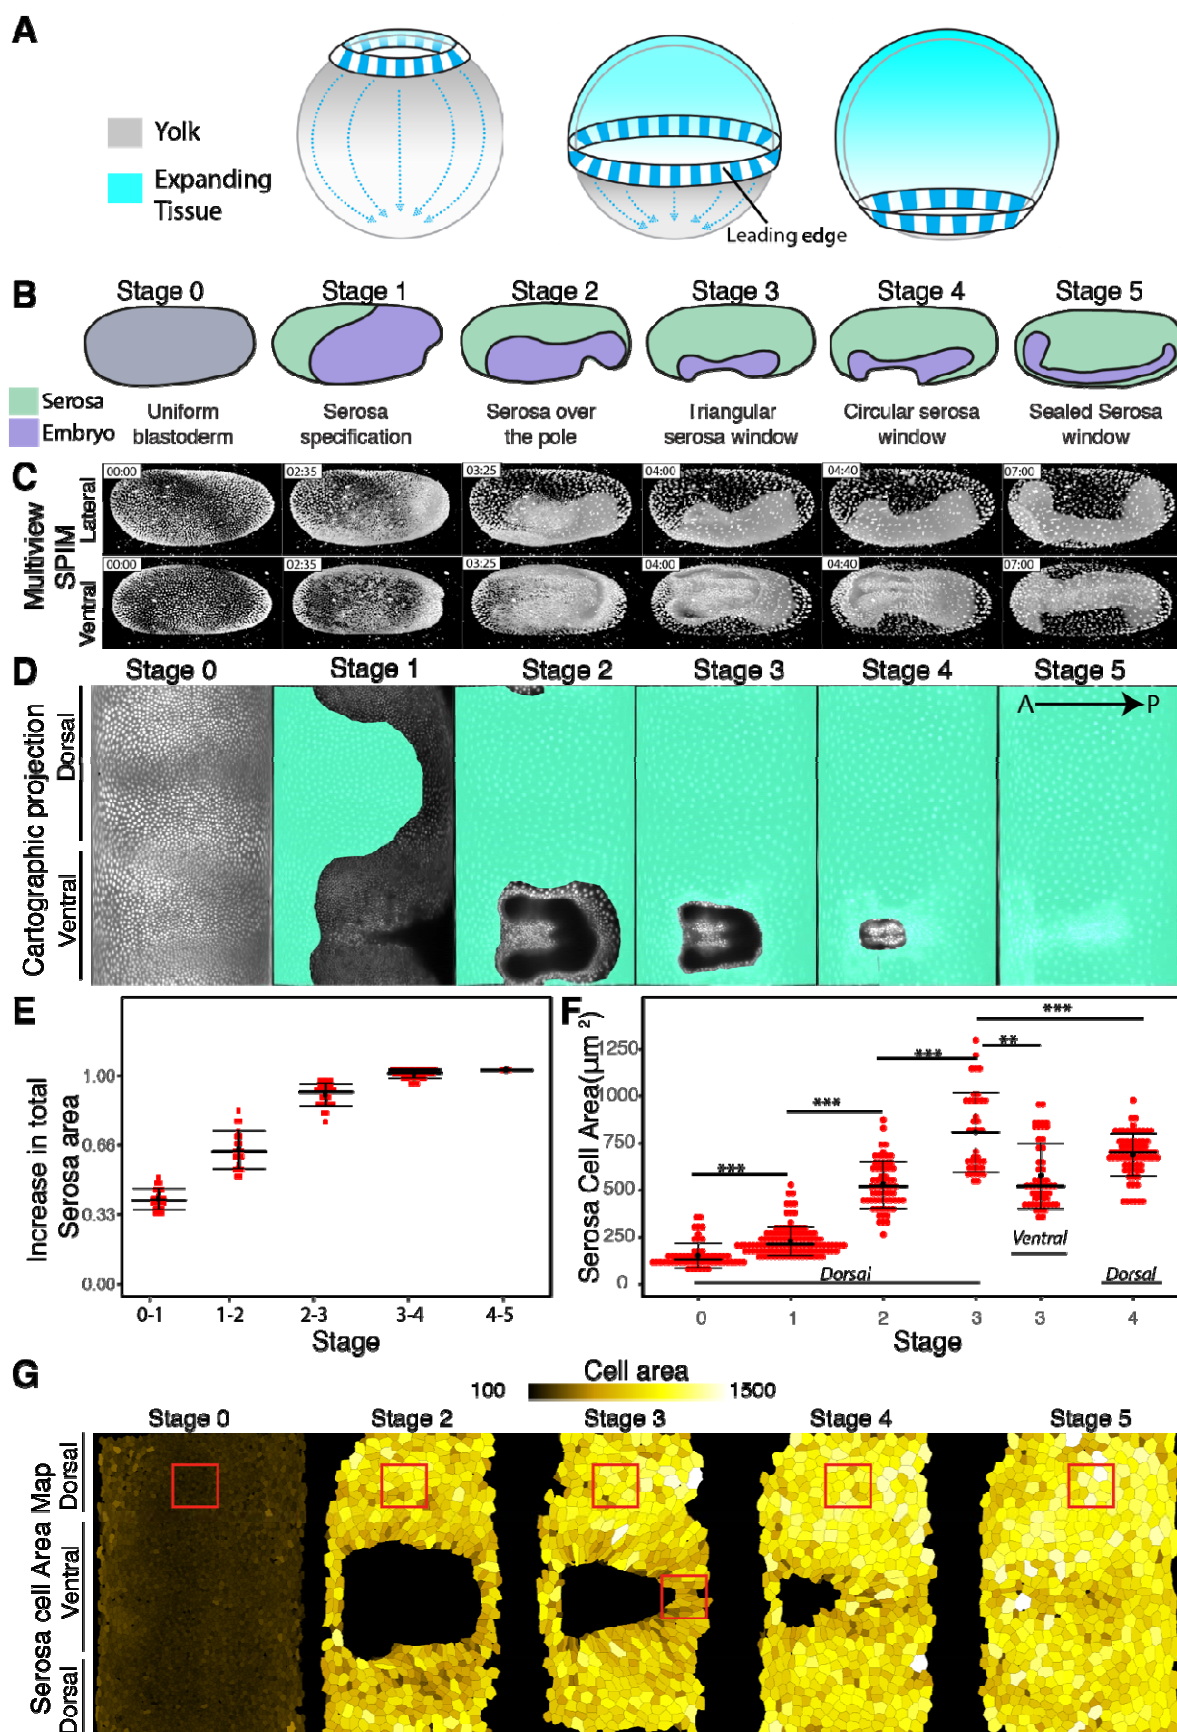 A
Yolk
Expanding
Tissue
Leading edge
B
Stage 0
Stage 1
Stage 2
Stage 3
Stage 4
Stage 5
Serosa
Embryo
Uniform
blastoderm
Serosa
specification
Serosa over
the pole
Triangular
serosa window
Circular serosa
window
Sealed Serosa
window
C
Multiview
SPIM
Lateral
00:00
02:35
03:25
04:00
04:40
07:00
Ventral
00:00
02:35
03:25
04:00
04:40
07:00
D
Stage 0
Stage 1
Stage 2
Stage 3
Stage 4
Stage 5
Cartographic projection
Dorsal
Ventral
A
P
E
Increase in total
Serosa area
1.00
0.66
0.33
0.00
0-1
1-2
2-3
3-4
4-5
Stage
F
Serosa Cell Area(µm ²)
1250
1000
750
500
250
0
***
***
***
**
***
Dorsal
Ventral
Dorsal
0
1
2
3
3
4
Stage
G
Cell area
100
1500
Stage 0
Stage 2
Stage 3
Stage 4
Stage 5
Serosa cell Area Map
Dorsal
Ventral
Dorsal